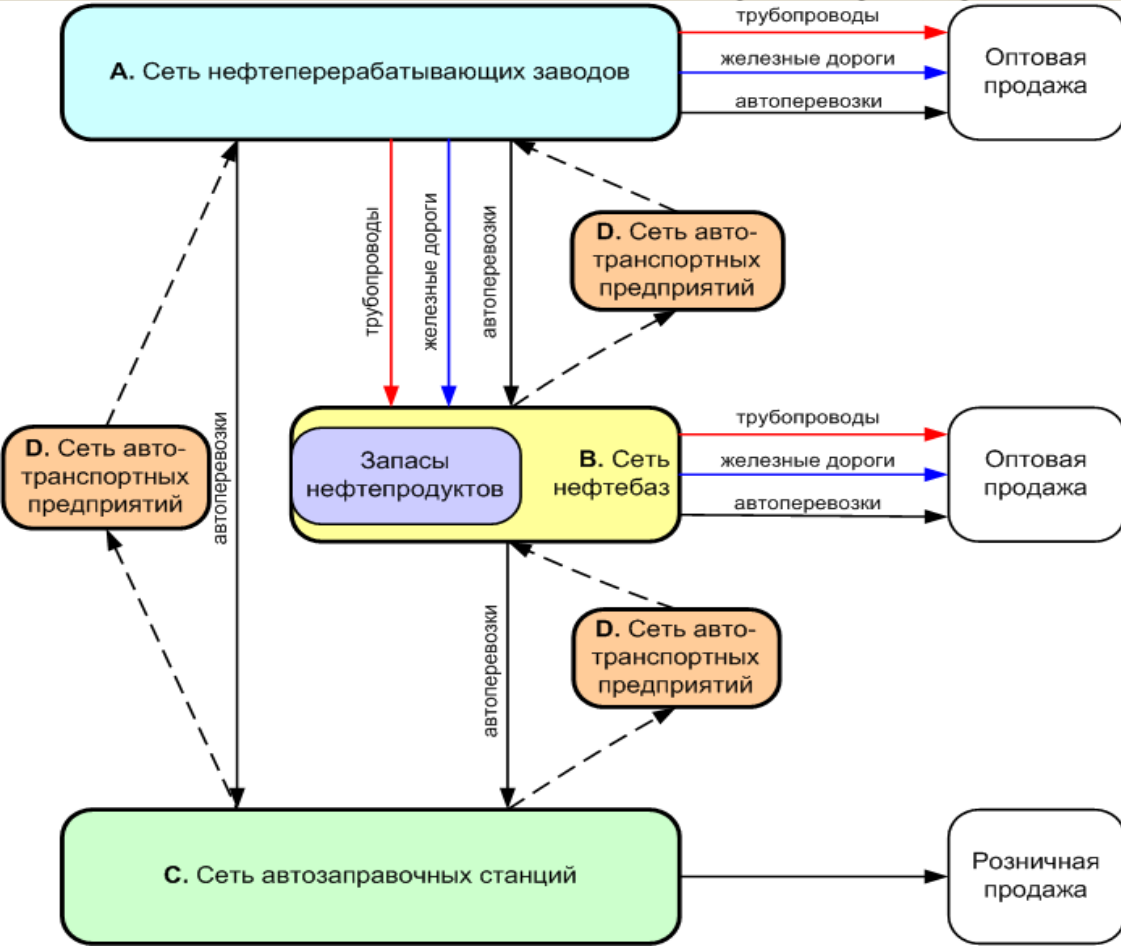 трубопроводы
A. Сеть нефтеперерабатывающих заводов
железные дороги
автоперевозки
Оптовая
продажа
трубопроводы
железные дороги
автоперевозки
D. Сеть авто-
транспортных
предприятий
D. Сеть авто-
транспортных
предприятий
автоперевозки
Запасы
нефтепродуктов
B. Сеть
нефтебаз
трубопроводы
железные дороги
автоперевозки
Оптовая
продажа
автоперевозки
D. Сеть авто-
транспортных
предприятий
C. Сеть автозаправочных станций
Розничная
продажа